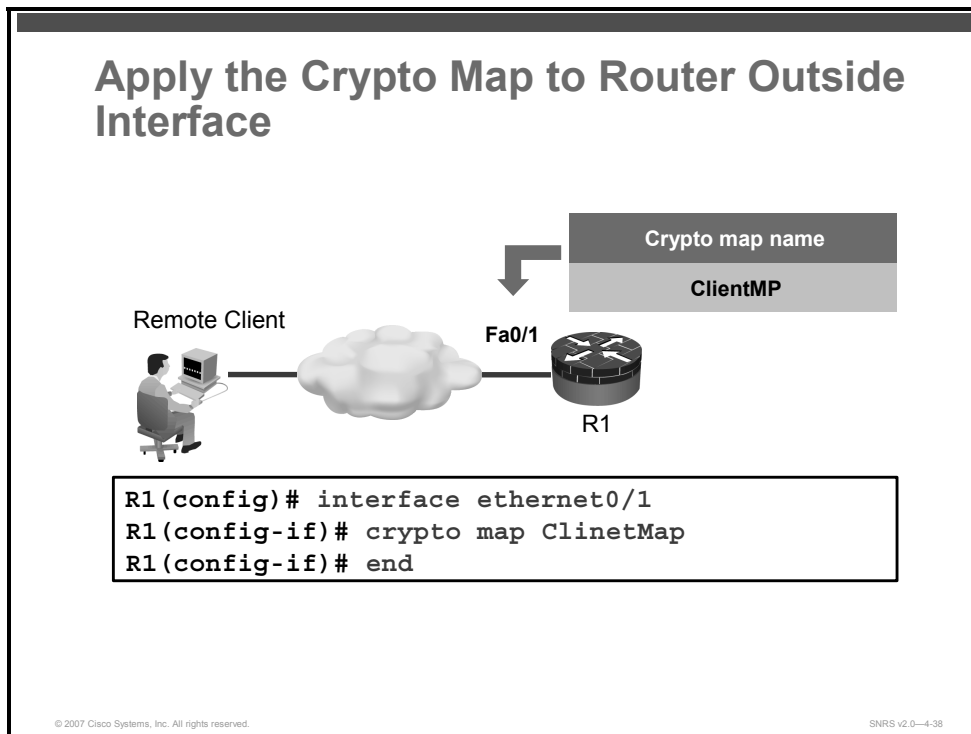 Apply the Crypto Map to Router Outside
Interface
Crypto map name
ClientMP
Remote Client
Fa0/1
R1
R1(config)# interface ethernet0/1
R1(config-if)# crypto map ClinetMap
R1(config-if)# end
© 2007 Cisco Systems, Inc. All rights reserved.
SNRS v2.0—4-38